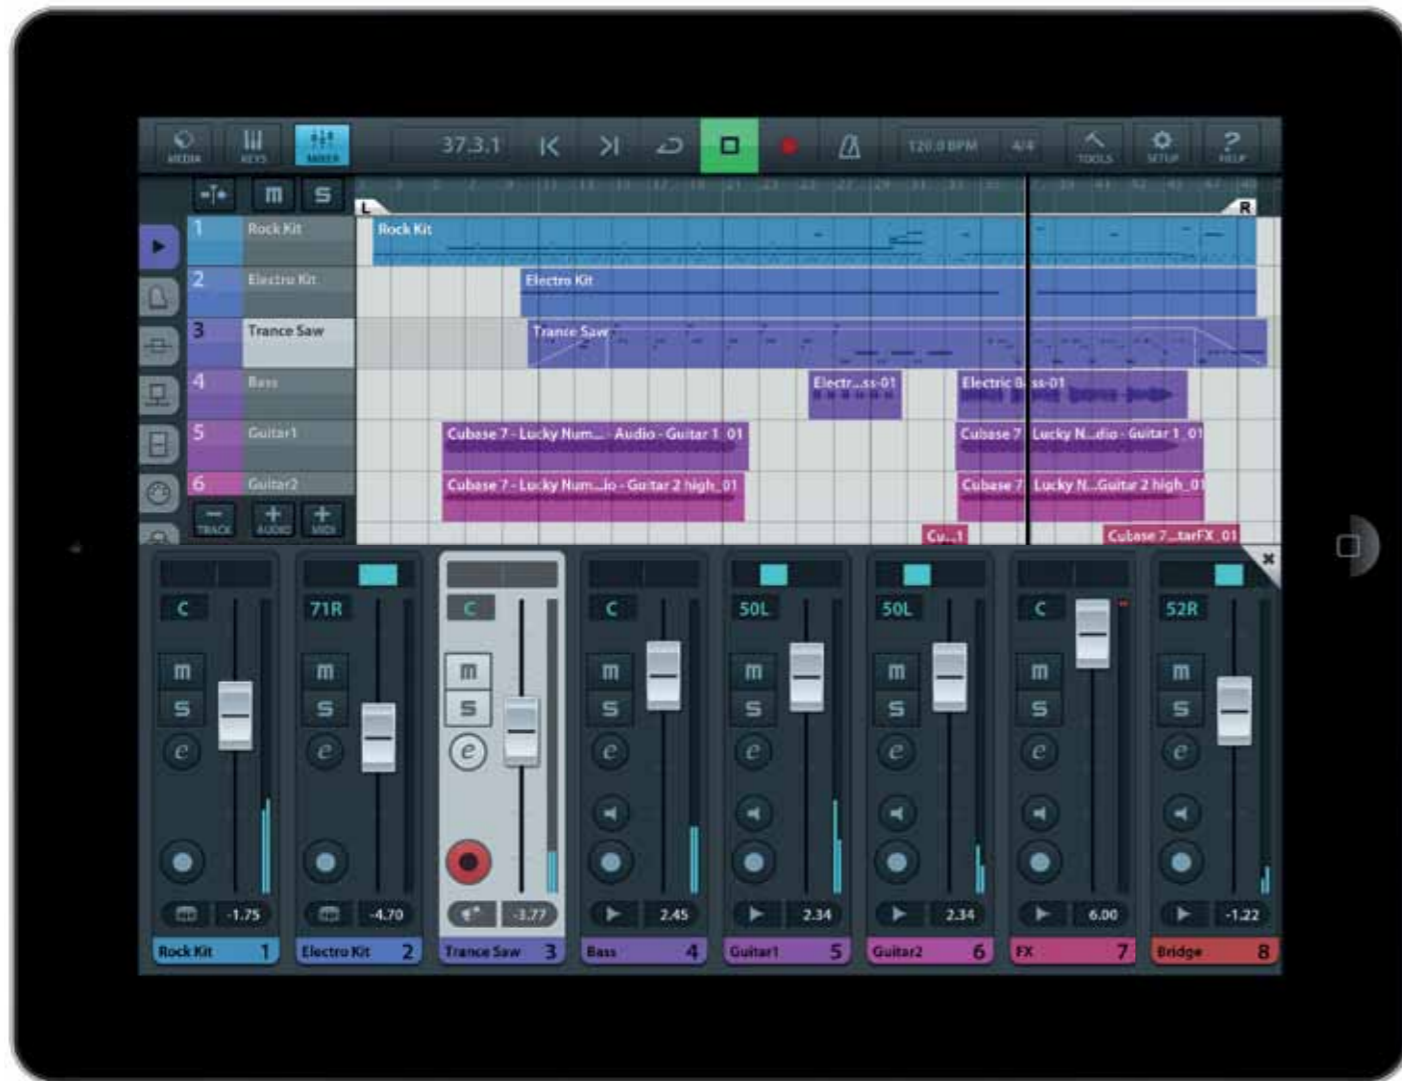 MEDIA KEYS MIXER 37.3.1 120.0 BPM 4/4 TOOLS SETUP ? HELP
m S
L R
1 Rock Kit Rock Kit
2 Electro Kit Electro Kit
3 Trance Saw Trance Saw
4 Bass Electr...ss-01 Electric B ss-01
5 Guitar1 Cubase 7 - Lucky Num... - Audio - Guitar 1_01 Cubase 7 Lucky N...dio - Guitar 1_01
6 Guitar2 Cubase 7 - Lucky Num...io - Guitar 2 high_01 Cubase 7 Lucky N...Guitar 2 high_01
TRACK AUDIO MIDI Cu...1 Cubase 7...tarFX_01
C 71R C C 50L 50L C 52R
m m m m m m m m
S S S S S S S S
e e e e e e e e
-1.75 -4.70 -3.77 2.45 2.34 2.34 6.00 -1.22
Rock Kit 1 Electro Kit 2 Trance Saw 3 Bass 4 Guitar1 5 Guitar2 6 FX 7 Bridge 8